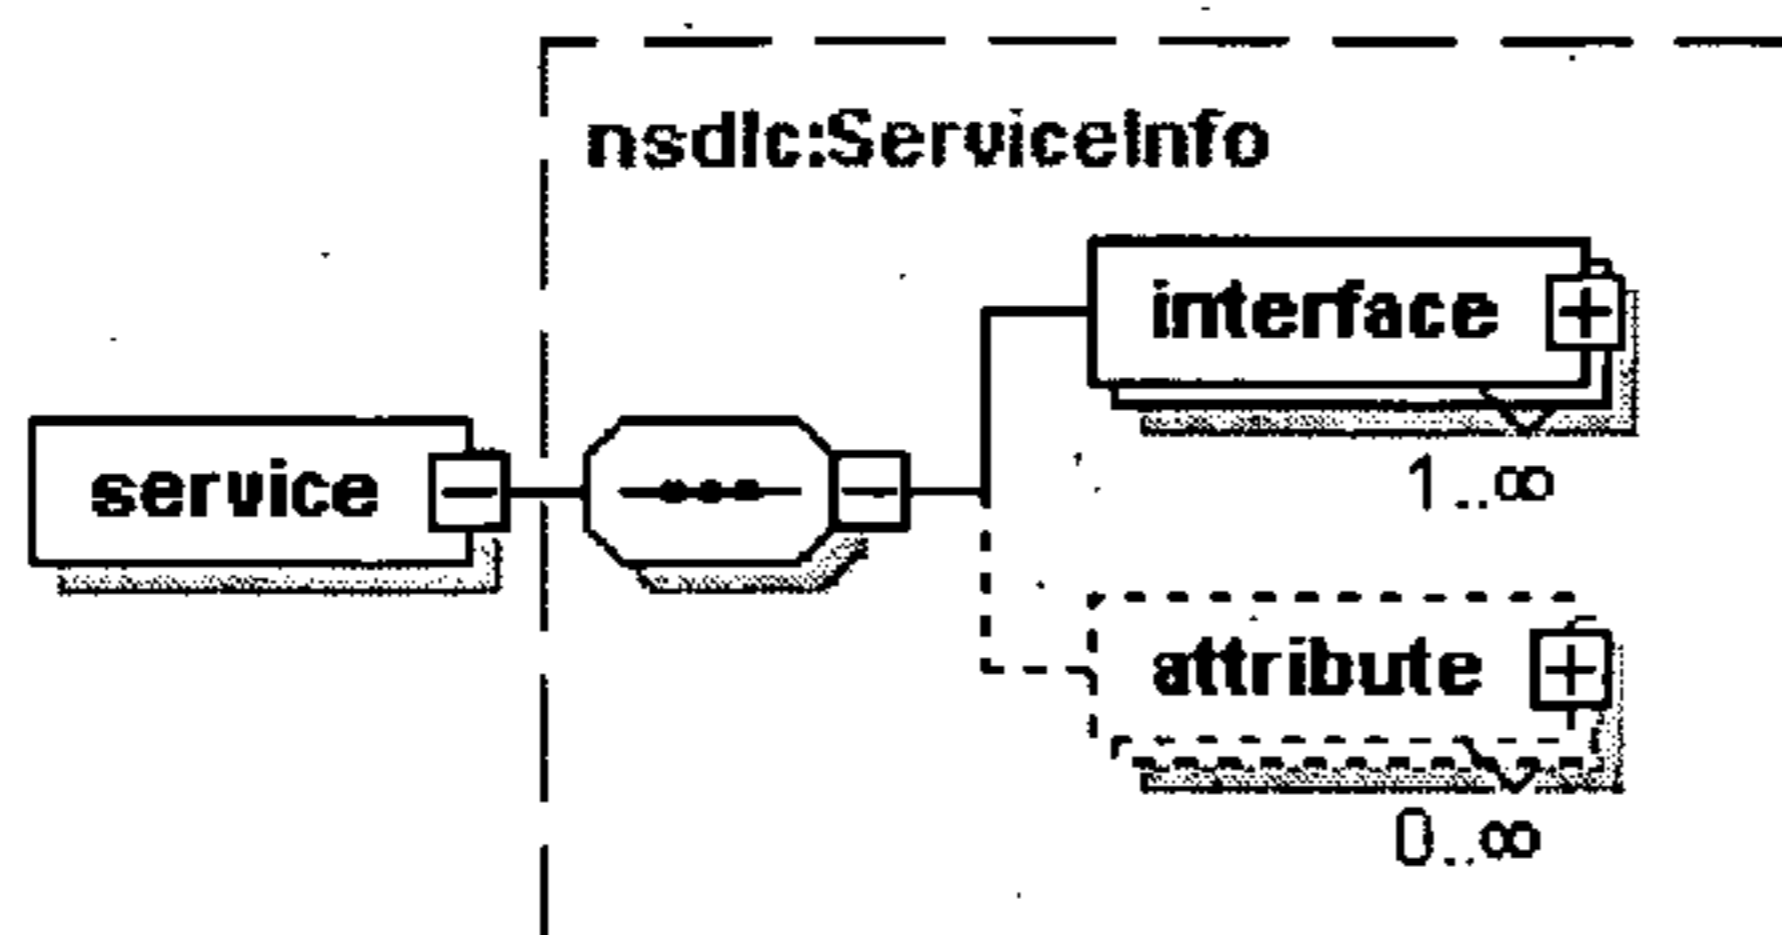 nsdlc:ServiceInfo
interface
1..∞
service
attribute
0..∞